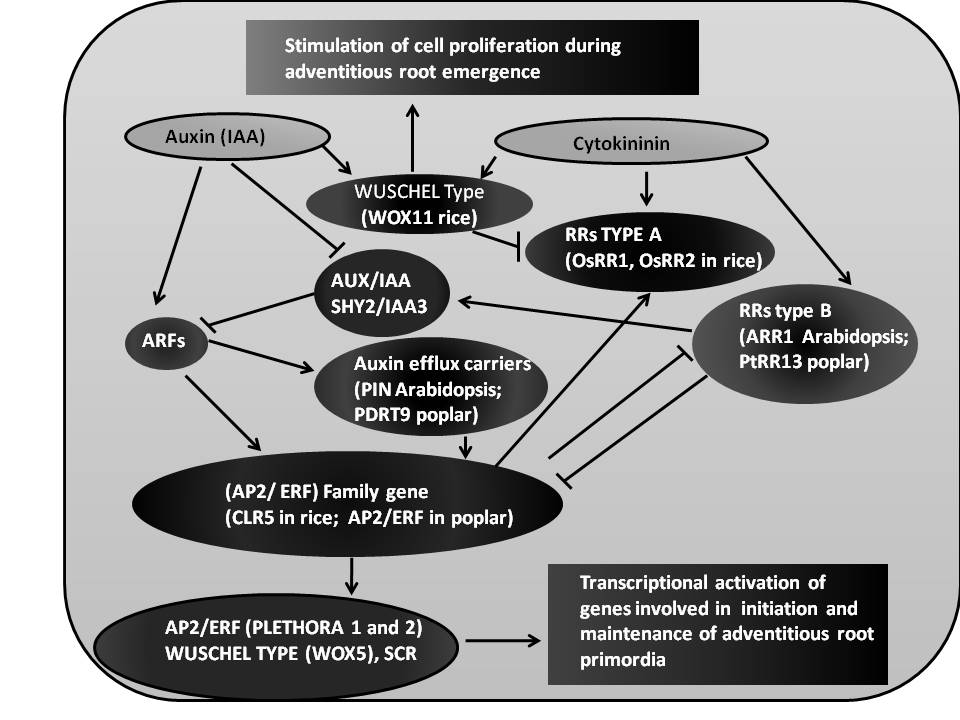 Stimulation of cell proliferation during
adventitious root emergence
Auxin (IAA)
Cytokininin
WUSCHEL Type
(WOX11 rice)
RRs TYPE A
(OsRR1, OsRR2 in rice)
AUX/IAA
SHY2/IAA3
RRs type B
(ARR1 Arabidopsis;
PtRR13 poplar)
ARFs
Auxin efflux carriers
(PIN Arabidopsis;
PDRT9 poplar)
(AP2/ ERF) Family gene
(CLR5 in rice; AP2/ERF in poplar)
Transcriptional activation of
genes involved in initiation and
maintenance of adventitious root
primordia
AP2/ERF (PLETHORA 1 and 2)
WUSCHEL TYPE (WOX5), SCR